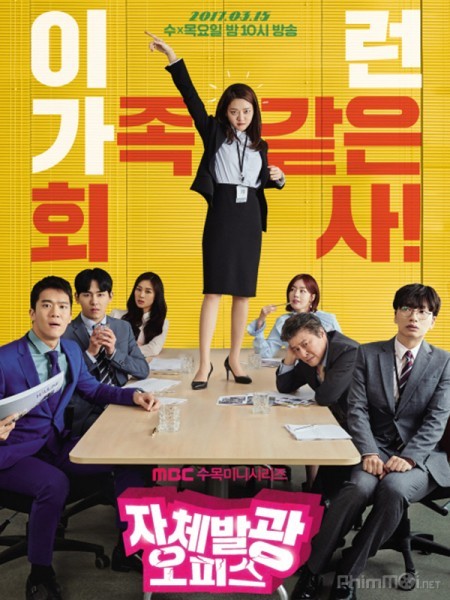 2017.03.15
수×목요일 밤 10시 방송
이런
가족같은
회사!
MBC 수목미니시리즈
자체발광
오피스
PhimMoi.NET